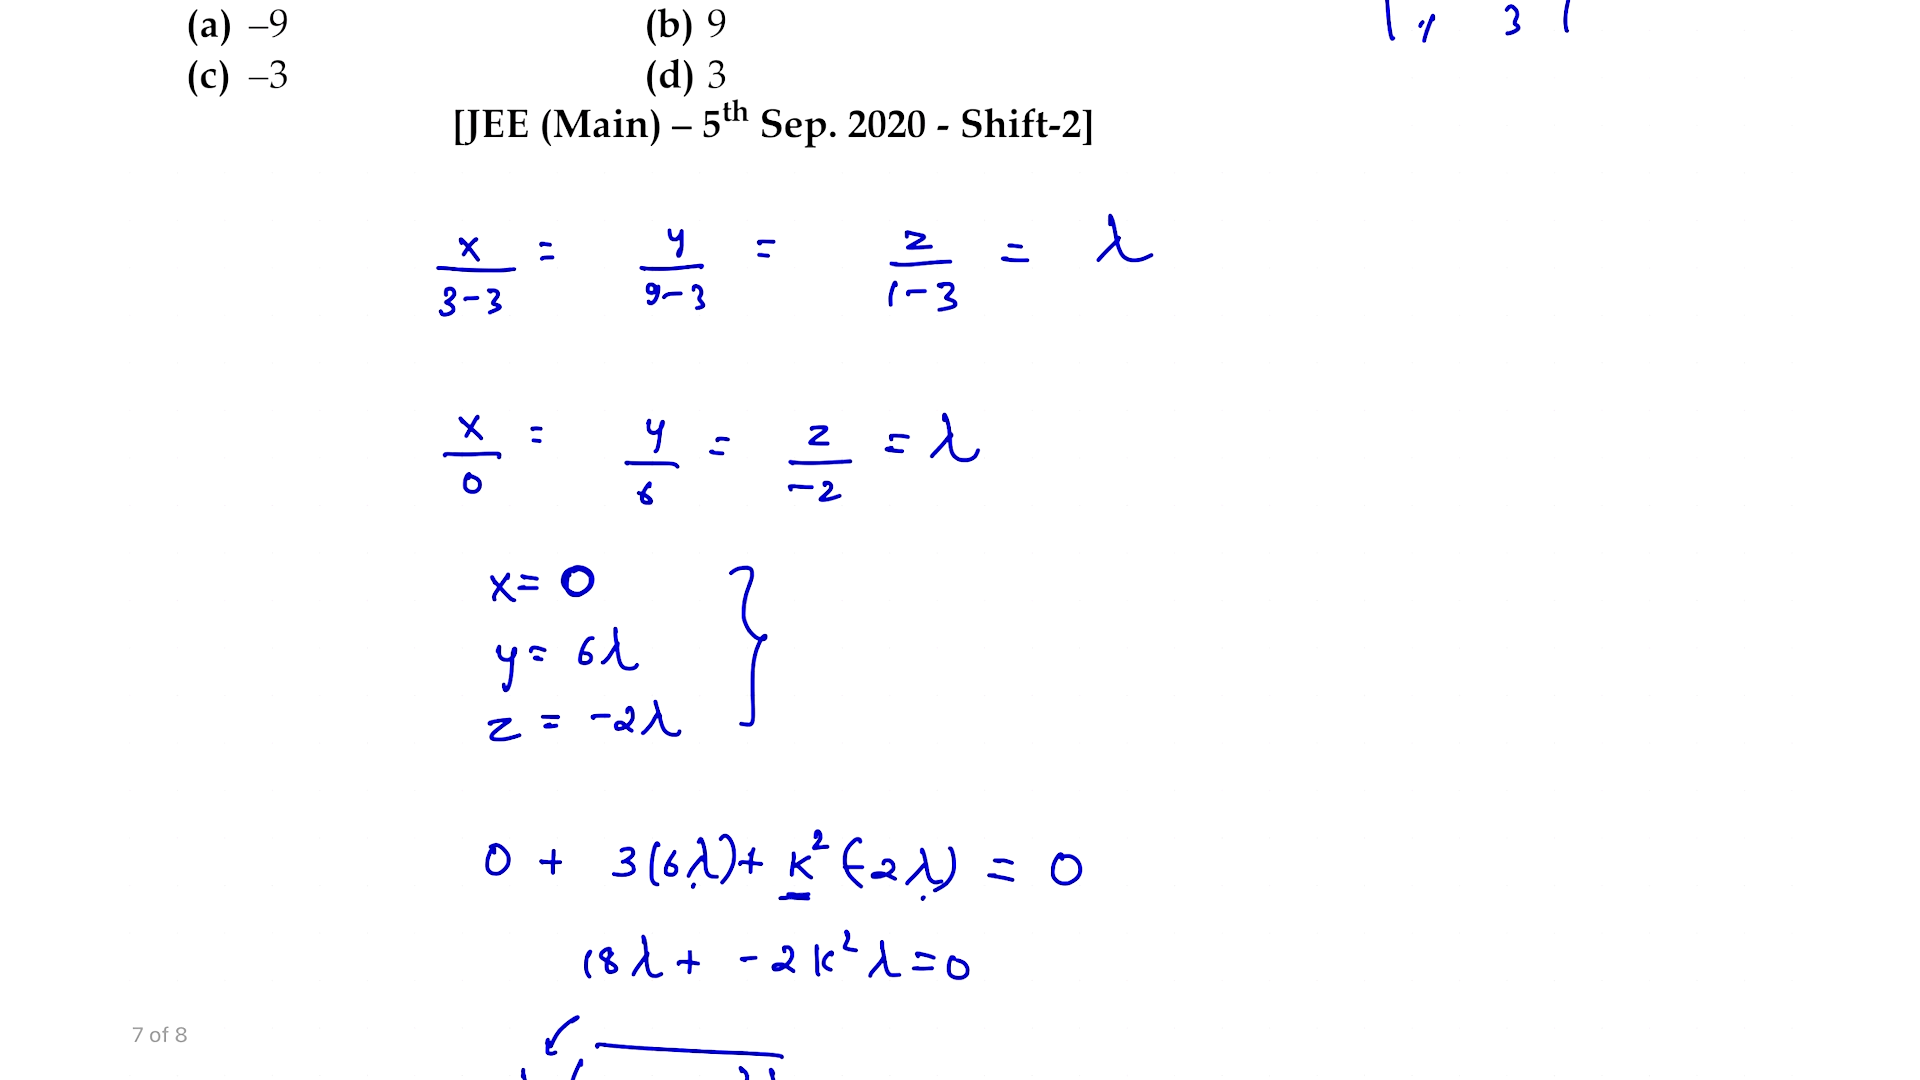 (a) –9 (b) 9
(c) –3 (d) 3
[JEE (Main) – 5th Sep. 2020 - Shift-2]
x/(3-3) = y/(9-3) = z/(1-3) = λ
x/0 = y/6 = z/-2 = λ
x = 0
y = 6λ
z = -2λ
0 + 3(6λ) + k² (-2λ) = 0
18λ + -2k²λ = 0
7 of 8